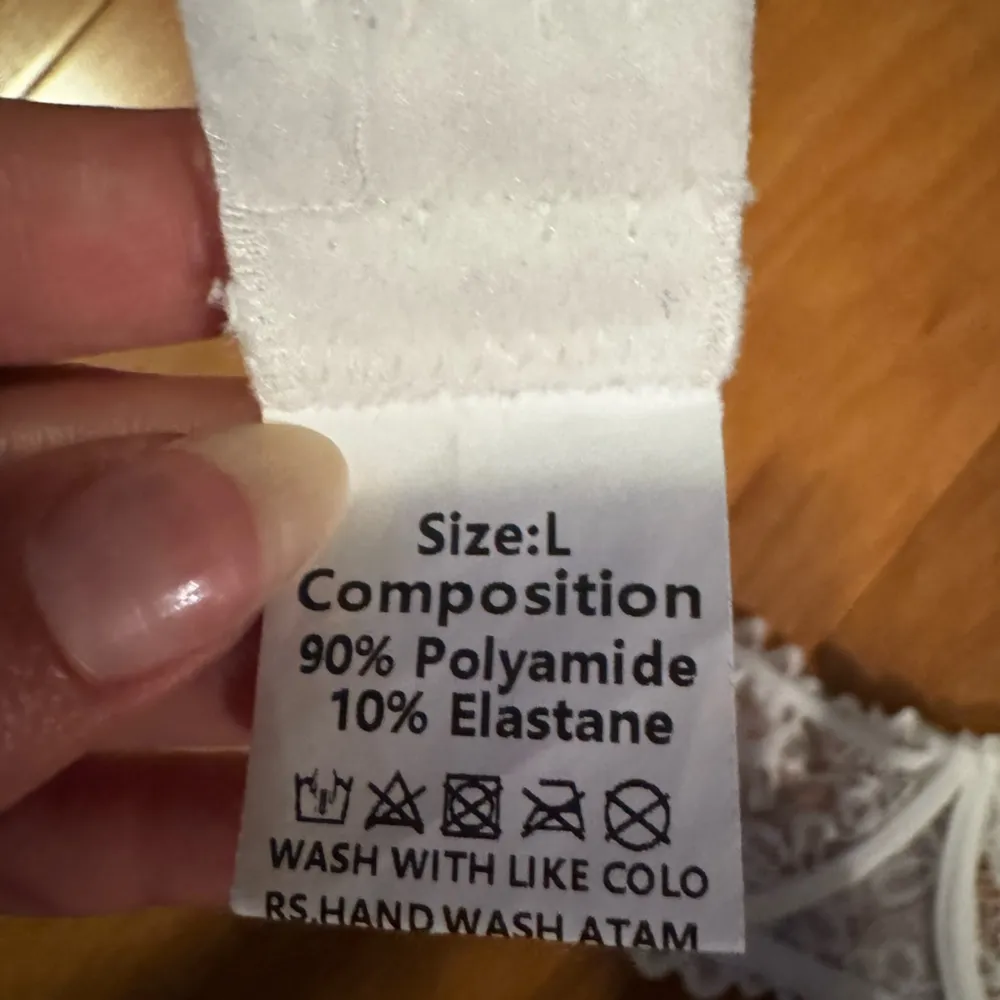 Size:L
Composition
90% Polyamide
10% Elastane
WASH WITH LIKE COLO
RS.HAND WASH ATAM